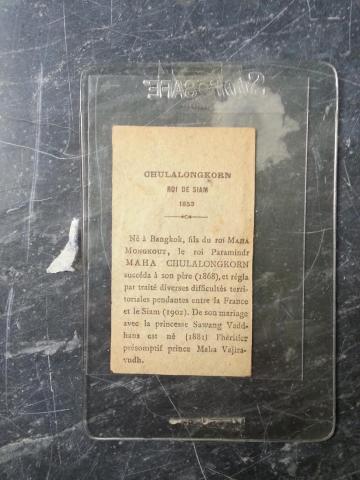 CHULALONGKORN
ROI DE SIAM
1853
Né à Bangkok, fils du roi MAHA
MONGKOUT, le roi Paramindr
MAHA CHULALONGKORN
succéda à son père (1868), et régla
par traité diverses difficultés terri-
toriales pendantes entre la France
et le Siam (1902). De son mariage
avec la princesse Sawang Vadd-
hana est né (1881) l'héritier
présomptif prince Maha Vajira-
vudh.